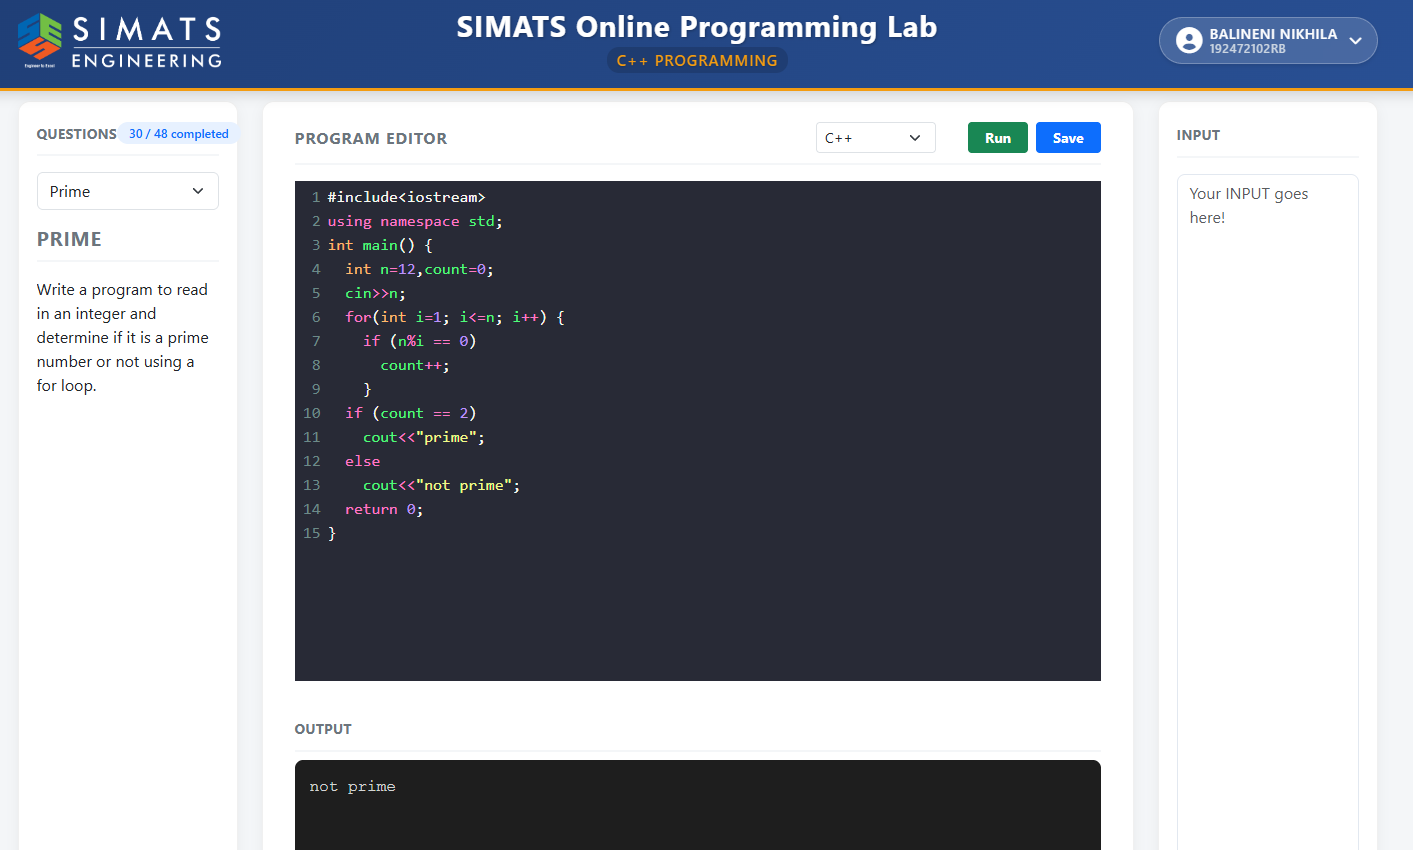 SIMATS
ENGINEERING
Engineer to Excel
SIMATS Online Programming Lab
C++ PROGRAMMING
BALINENI NIKHILA
192472102RB
QUESTIONS 30 / 48 completed
Prime
PRIME
Write a program to read
in an integer and
determine if it is a prime
number or not using a
for loop.
PROGRAM EDITOR
C++
Run
Save
1 #include<iostream>
2 using namespace std;
3 int main() {
4   int n=12,count=0;
5   cin>>n;
6   for(int i=1; i<=n; i++) {
7     if (n%i == 0)
8       count++;
9     }
10   if (count == 2)
11     cout<<"prime";
12   else
13     cout<<"not prime";
14   return 0;
15 }
OUTPUT
not prime
INPUT
Your INPUT goes
here!